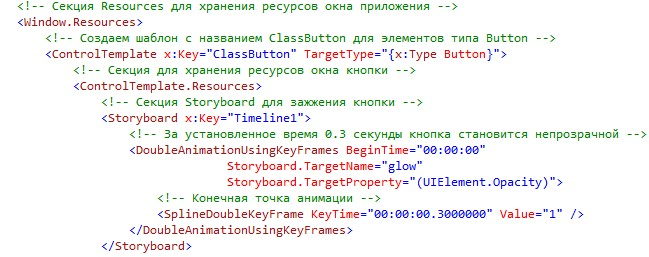 <!-- Секция Resources для хранения ресурсов окна приложения -->
<Window.Resources>
<!-- Создаем шаблон с названием ClassButton для элементов типа Button -->
<ControlTemplate x:Key="ClassButton" TargetType="{x:Type Button}">
<!-- Секция для хранения ресурсов окна кнопки -->
<ControlTemplate.Resources>
<!-- Секция Storyboard для зажжения кнопки -->
<Storyboard x:Key="Timeline1">
<!-- За установленное время 0.3 секунды кнопка становится непрозрачной -->
<DoubleAnimationUsingKeyFrames BeginTime="00:00:00"
Storyboard.TargetName="glow"
Storyboard.TargetProperty="(UIElement.Opacity)">
<!-- Конечная точка анимации -->
<SplineDoubleKeyFrame KeyTime="00:00:00.3000000" Value="1" />
</DoubleAnimationUsingKeyFrames>
</Storyboard>